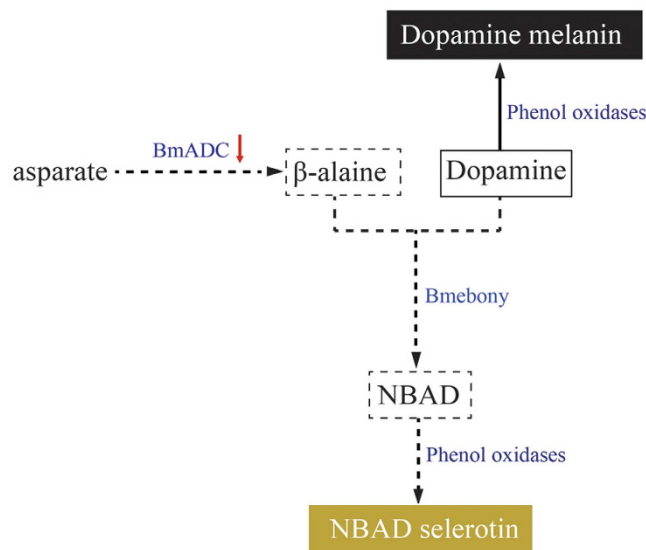 Dopamine melanin
Phenol oxidases
BmADC
asparate
β-alaine
Dopamine
Bmebony
NBAD
Phenol oxidases
NBAD selerotin